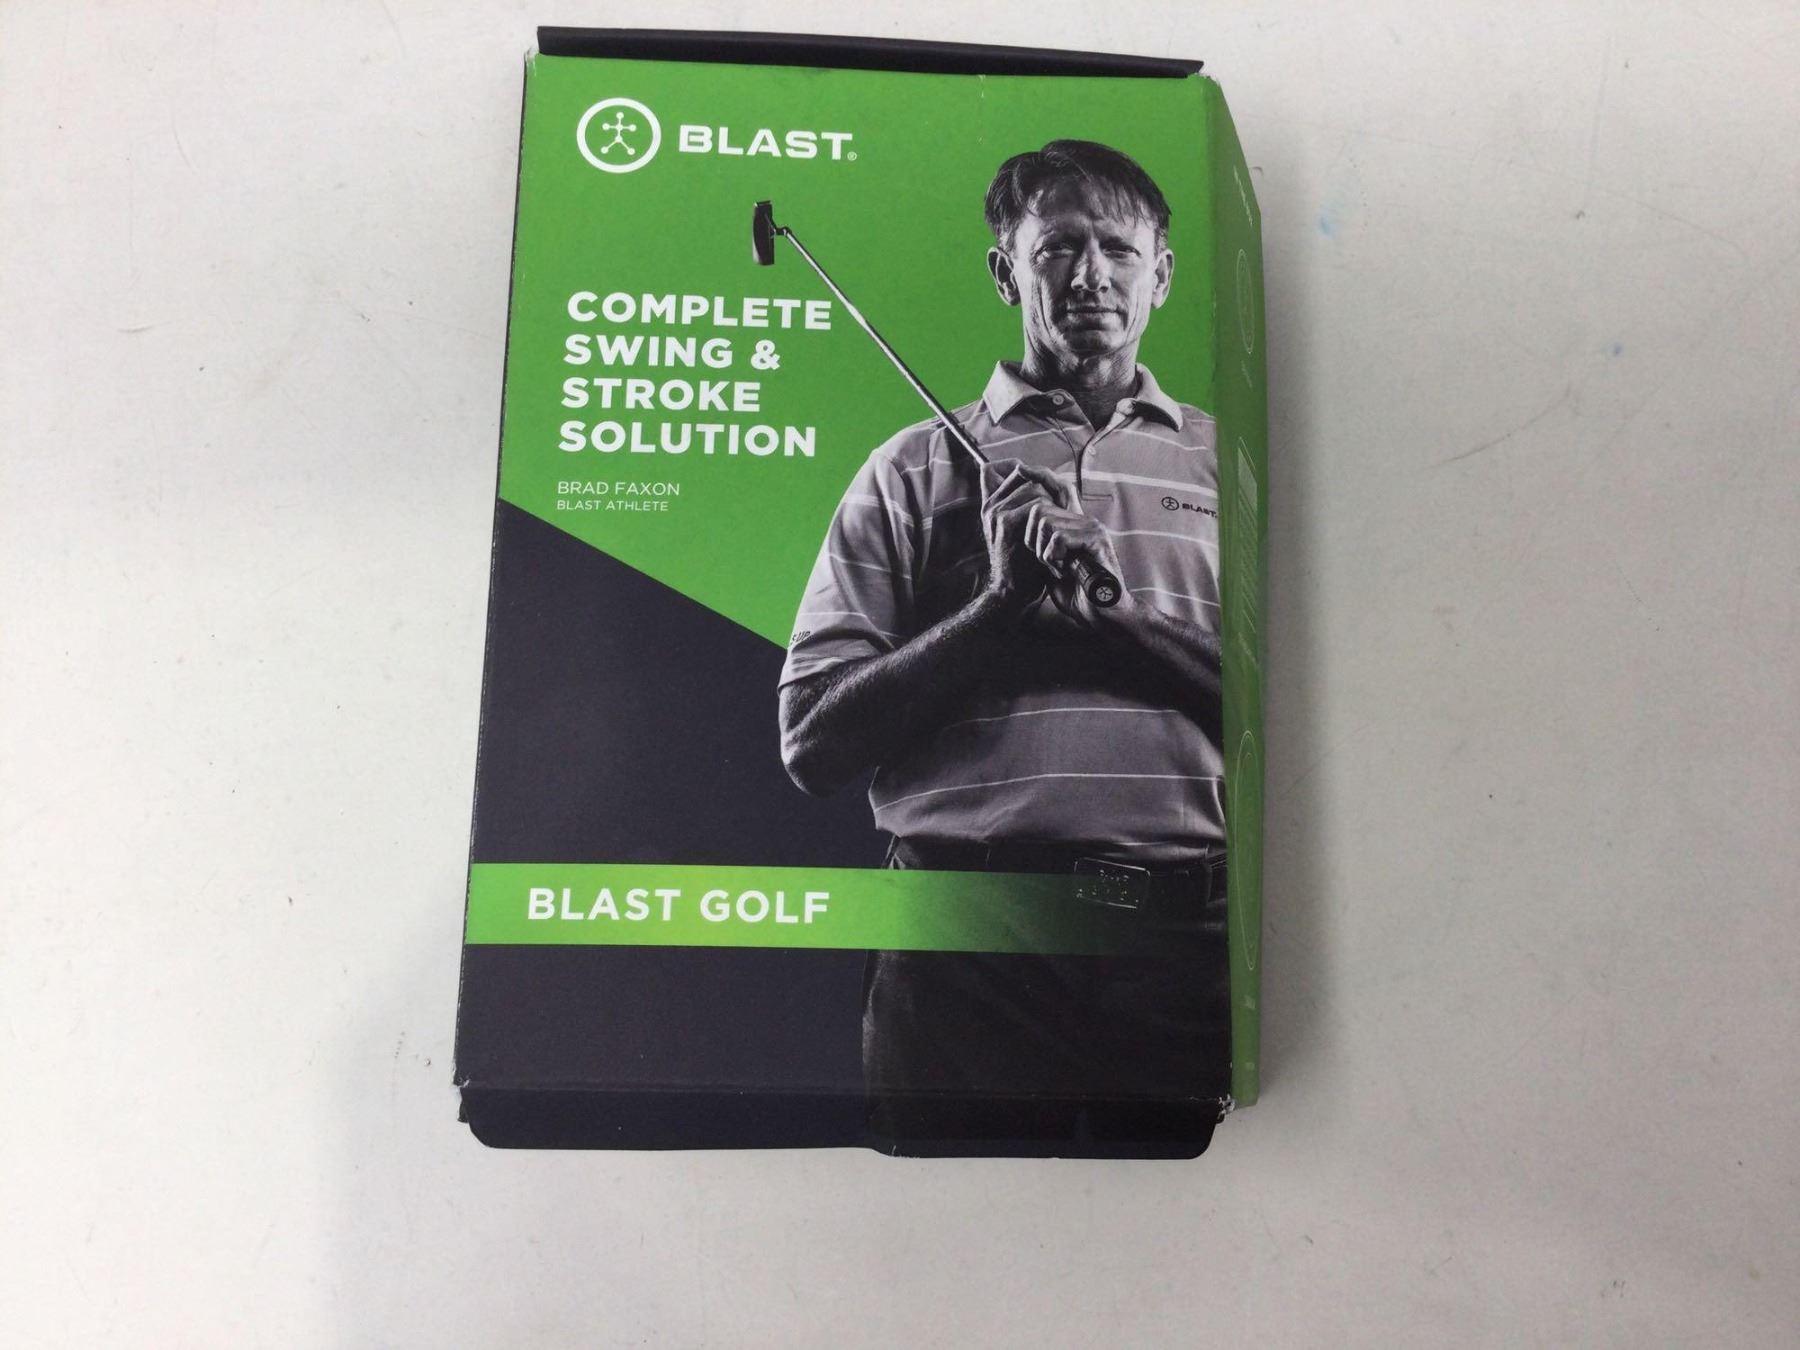 BLAST®
COMPLETE
SWING &
STROKE
SOLUTION
BRAD FAXON
BLAST ATHLETE
BLAST.
BLAST GOLF